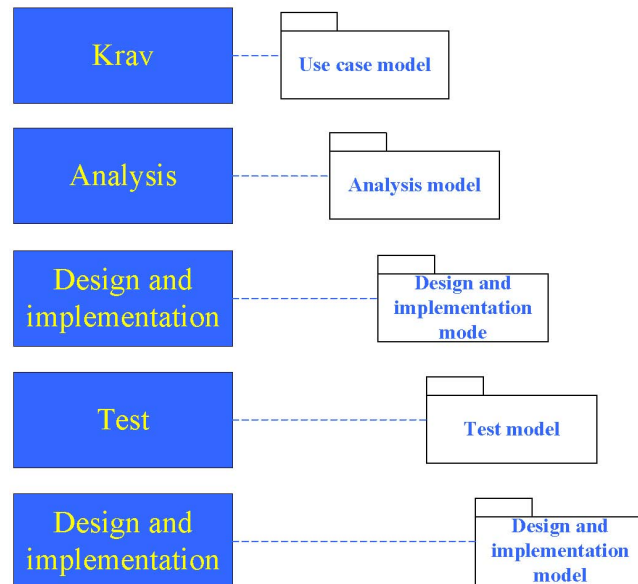 Krav
Use case model
Analysis
Analysis model
Design and
implementation
Design and
implementation
mode
Test
Test model
Design and
implementation
Design and
implementation
model